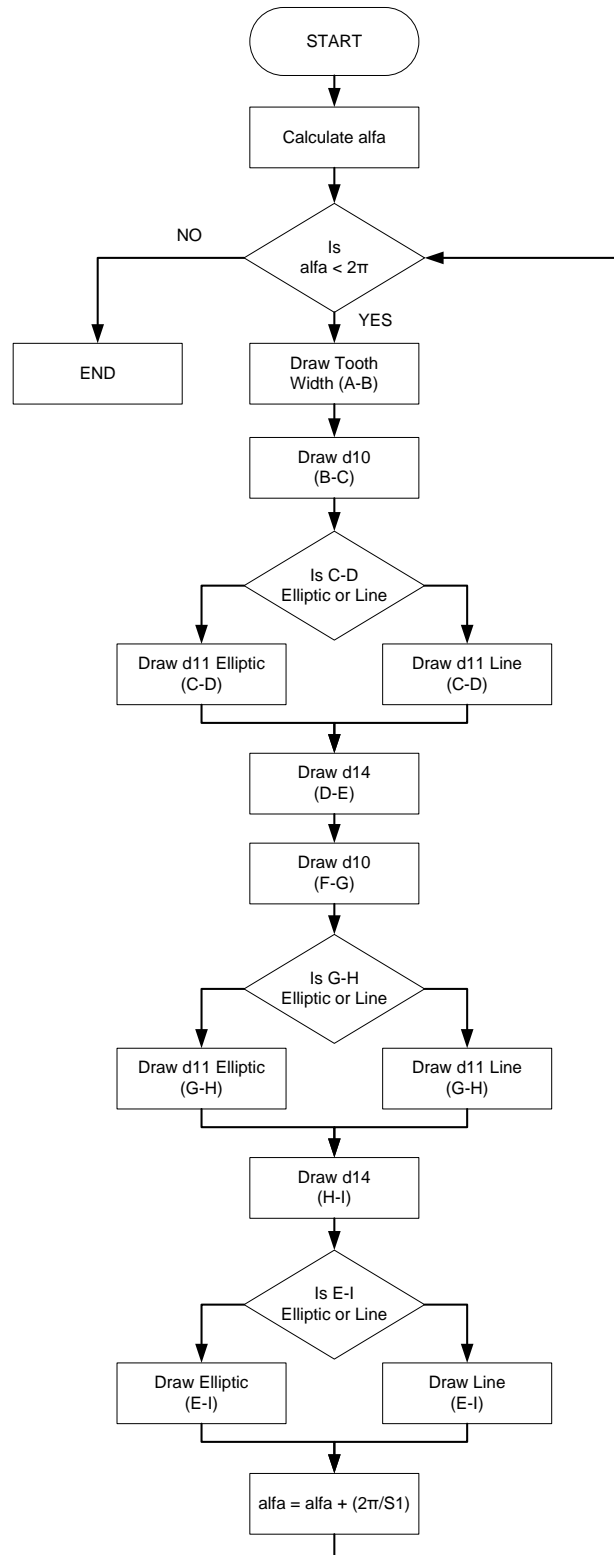 START
Calculate alfa
NO
Is
alfa < 2π
YES
END
Draw Tooth
Width (A-B)
Draw d10
(B-C)
Is C-D
Elliptic or Line
Draw d11 Elliptic
(C-D)
Draw d11 Line
(C-D)
Draw d14
(D-E)
Draw d10
(F-G)
Is G-H
Elliptic or Line
Draw d11 Elliptic
(G-H)
Draw d11 Line
(G-H)
Draw d14
(H-I)
Is E-I
Elliptic or Line
Draw Elliptic
(E-I)
Draw Line
(E-I)
alfa = alfa + (2π/S1)